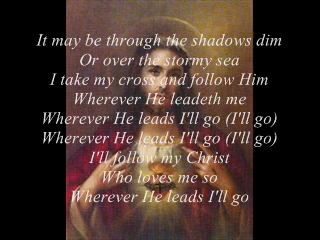 It may be through the shadows dim
Or over the stormy sea
I take my cross and follow Him
Wherever He leadeth me
Wherever He leads I'll go (I'll go)
Wherever He leads I'll go (I'll go)
I'll follow my Christ
Who loves me so
Wherever He leads I'll go